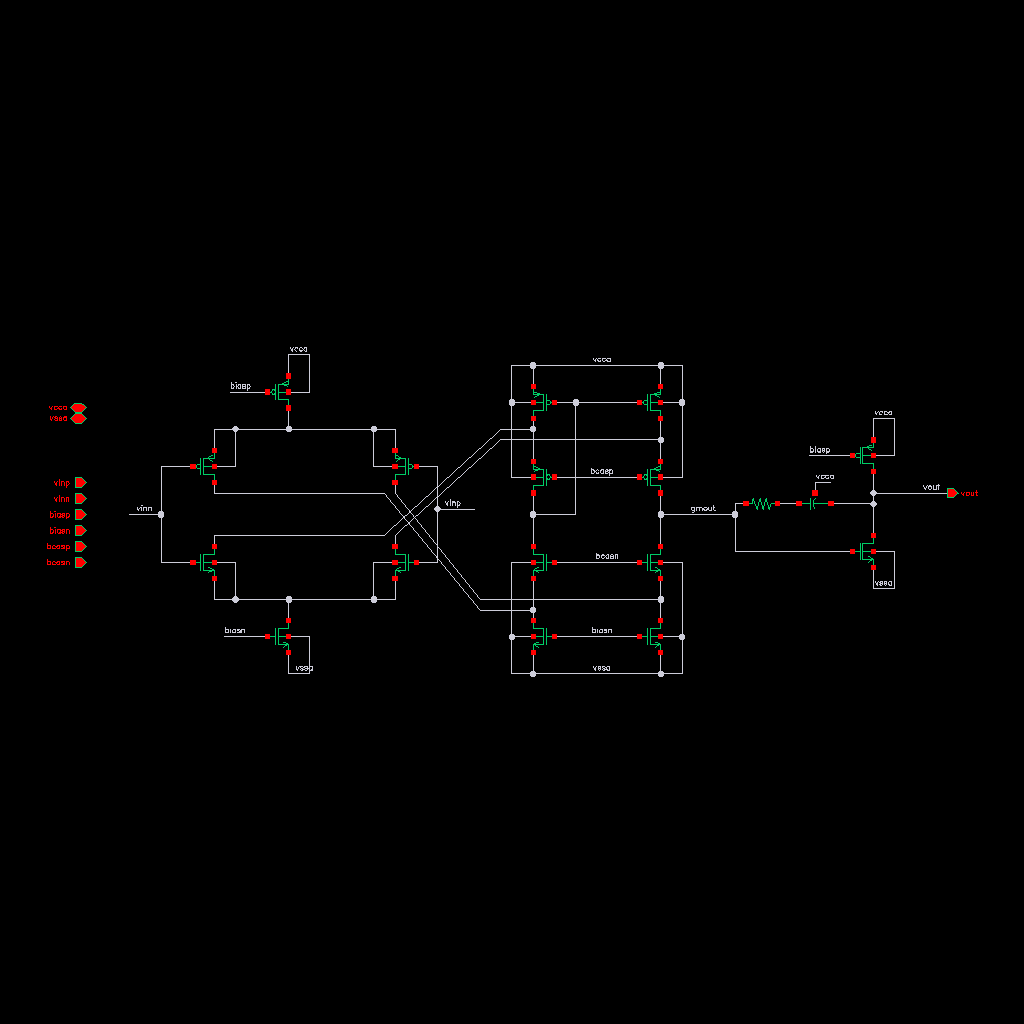 vcca
vcca
biasp
vcca
vssa
vcca
biasp
bcasp
vcca
vinp
vinn
biasp
biasn
bcasp
bcasn
vinn
vinp
gmout
vout
vout
bcasn
vssa
biasn
biasn
vssa
vssa